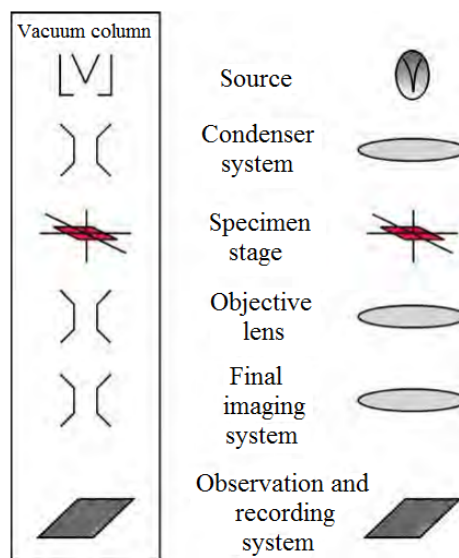 Vacuum column
Source
Condenser
system
Specimen
stage
Objective
lens
Final
imaging
system
Observation and
recording
system